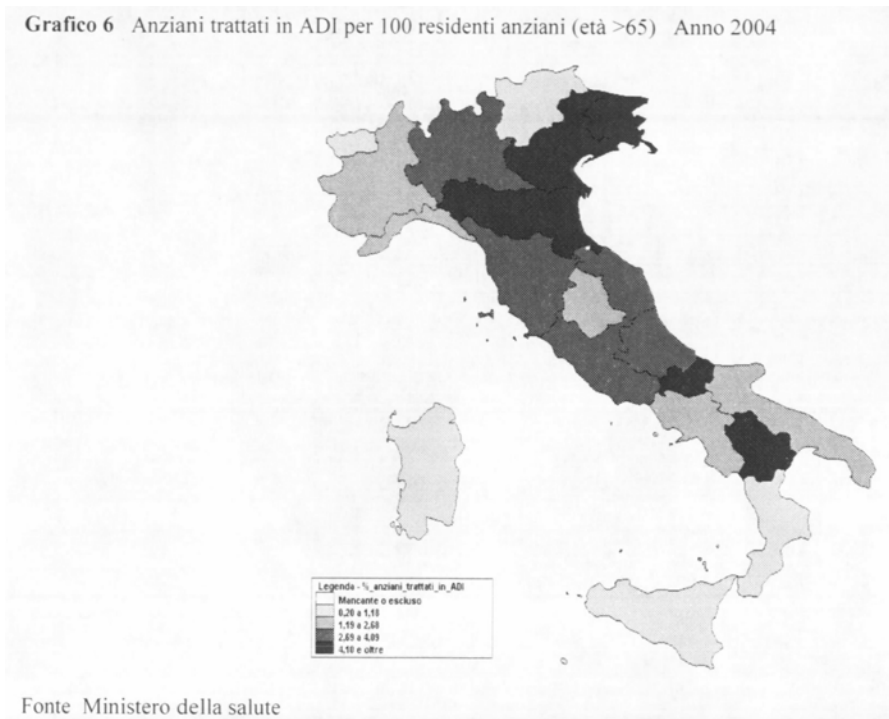 Grafico 6 Anziani trattati in ADI per 100 residenti anziani (età >65) Anno 2004
Legenda - %_anziani_trattati_in_ADI
Mancante o escluso
0,20 a 1,18
1,19 a 2,68
2,69 a 4,09
4,10 e oltre
Fonte Ministero della salute